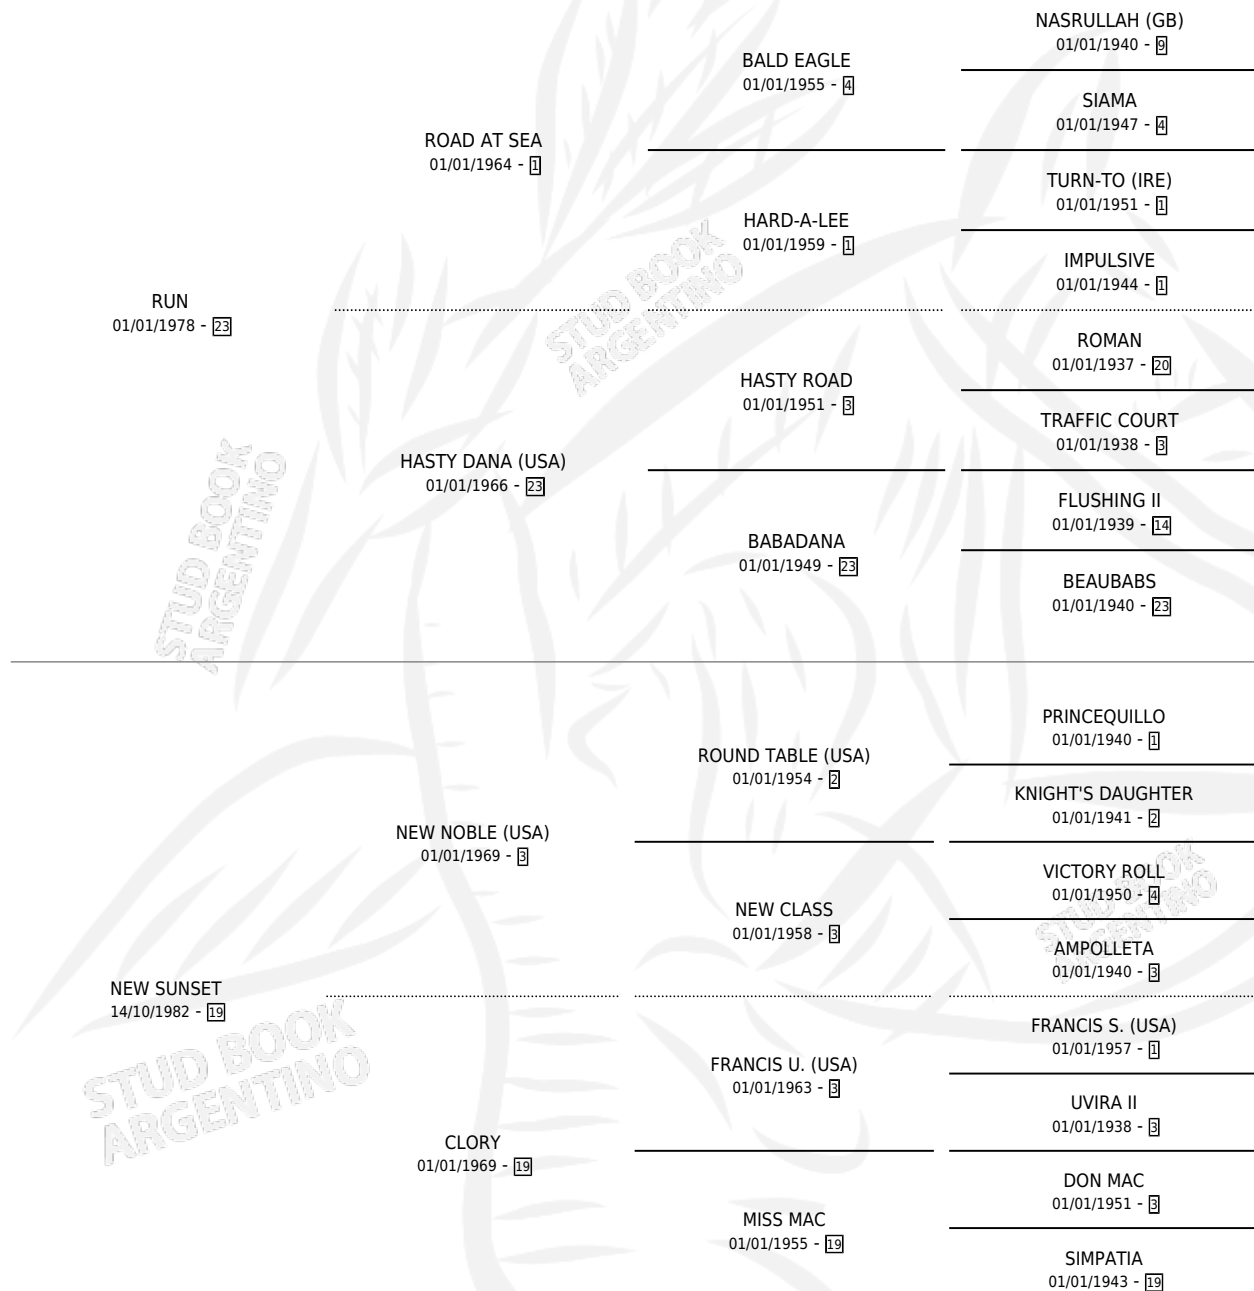 NASRULLAH (GB)
01/01/1940 - 9
BALD EAGLE
01/01/1955 - 4
SIAMA
01/01/1947 - 4
ROAD AT SEA
01/01/1964 - 1
TURN-TO (IRE)
01/01/1951 - 1
HARD-A-LEE
01/01/1959 - 1
IMPULSIVE
01/01/1944 - 1
RUN
01/01/1978 - 23
ROMAN
01/01/1937 - 20
HASTY ROAD
01/01/1951 - 3
TRAFFIC COURT
01/01/1938 - 3
HASTY DANA (USA)
01/01/1966 - 23
FLUSHING II
01/01/1939 - 14
BABADANA
01/01/1949 - 23
BEAUBABS
01/01/1940 - 23
PRINCEQUILLO
01/01/1940 - 1
ROUND TABLE (USA)
01/01/1954 - 2
KNIGHT'S DAUGHTER
01/01/1941 - 2
NEW NOBLE (USA)
01/01/1969 - 3
VICTORY ROLL
01/01/1950 - 4
NEW CLASS
01/01/1958 - 3
AMPOLLETA
01/01/1940 - 3
NEW SUNSET
14/10/1982 - 19
FRANCIS S. (USA)
01/01/1957 - 1
FRANCIS U. (USA)
01/01/1963 - 3
UVIRA II
01/01/1938 - 3
CLORY
01/01/1969 - 19
DON MAC
01/01/1951 - 3
MISS MAC
01/01/1955 - 19
SIMPATIA
01/01/1943 - 19
STUD BOOK
ARGENTINO
STUD BOOK
ARGENTINO
STUD BOOK
ARGENTINO
STUD BOOK
ARGENTINO